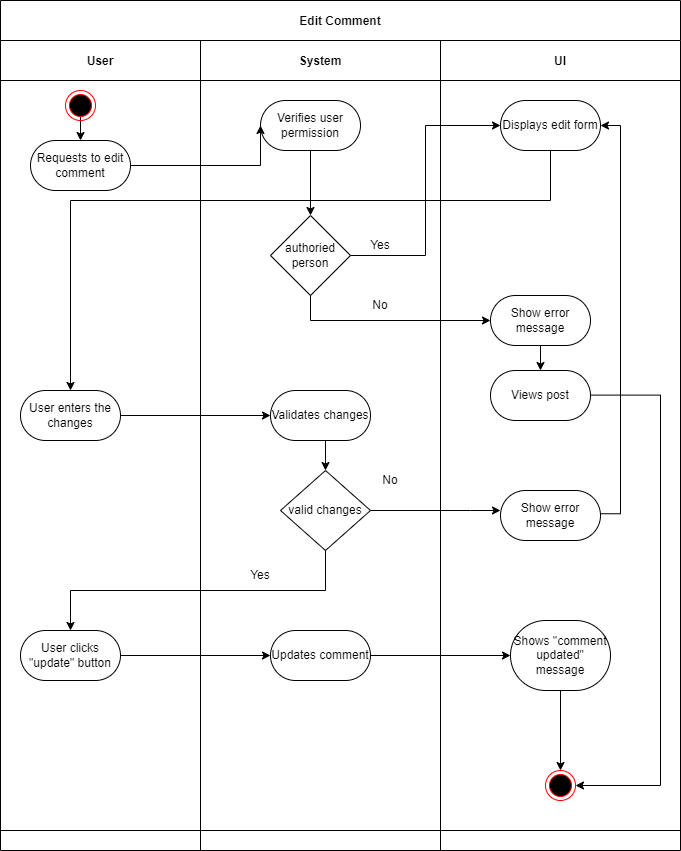 Edit Comment
User
System
UI
Verifies user
permission
Displays edit form
Requests to edit
comment
authoried
person
Yes
No
Show error
message
Views post
User enters the
changes
Validates changes
No
valid changes
Show error
message
Yes
User clicks
"update" button
Updates comment
Shows "comment
updated"
message